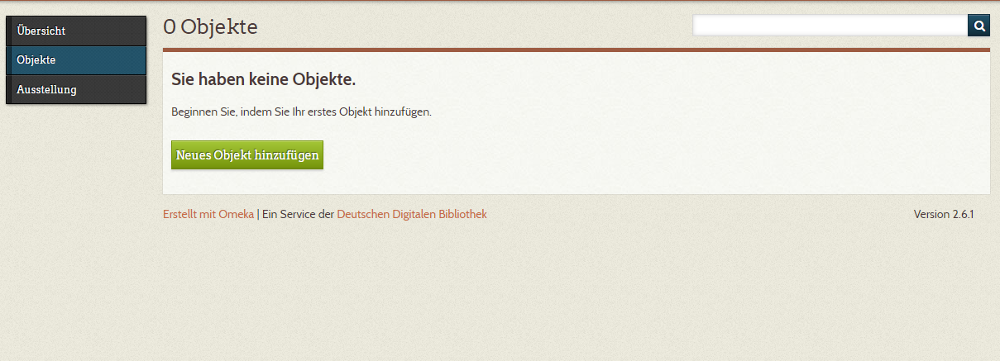 Übersicht
Objekte
Ausstellung
0 Objekte
Sie haben keine Objekte.
Beginnen Sie, indem Sie Ihr erstes Objekt hinzufügen.
Neues Objekt hinzufügen
Erstellt mit Omeka | Ein Service der Deutschen Digitalen Bibliothek
Version 2.6.1